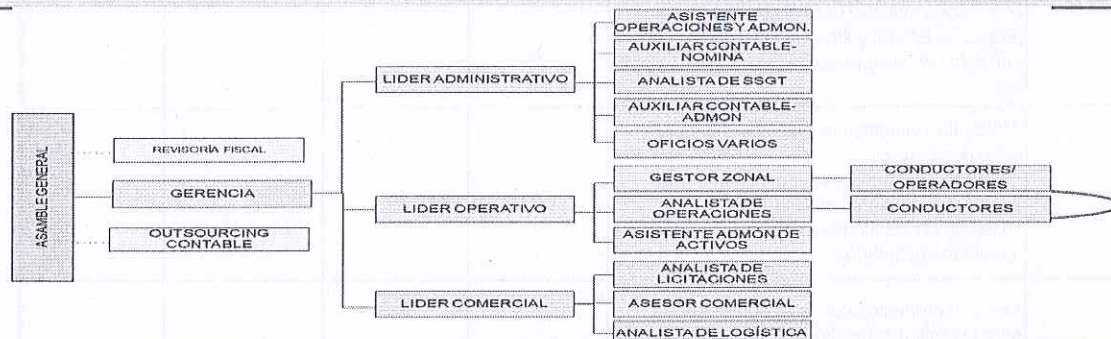 ASAMBLE GENERAL
REVISORÍA FISCAL
GERENCIA
OUTSOURCING
CONTABLE
LIDER ADMINISTRATIVO
ASISTENTE
OPERACIONES Y ADMON.
AUXILIAR CONTABLE-
NOMINA
ANALISTA DE SSGT
AUXILIAR CONTABLE-
ADMON
OFICIOS VARIOS
LIDER OPERATIVO
GESTOR ZONAL
CONDUCTORES/
OPERADORES
ANALISTA DE
OPERACIONES
CONDUCTORES
ASISTENTE ADMÓN DE
ACTIVOS
LIDER COMERCIAL
ANALISTA DE
LICITACIONES
ASESOR COMERCIAL
ANALISTA DE LOGÍSTICA